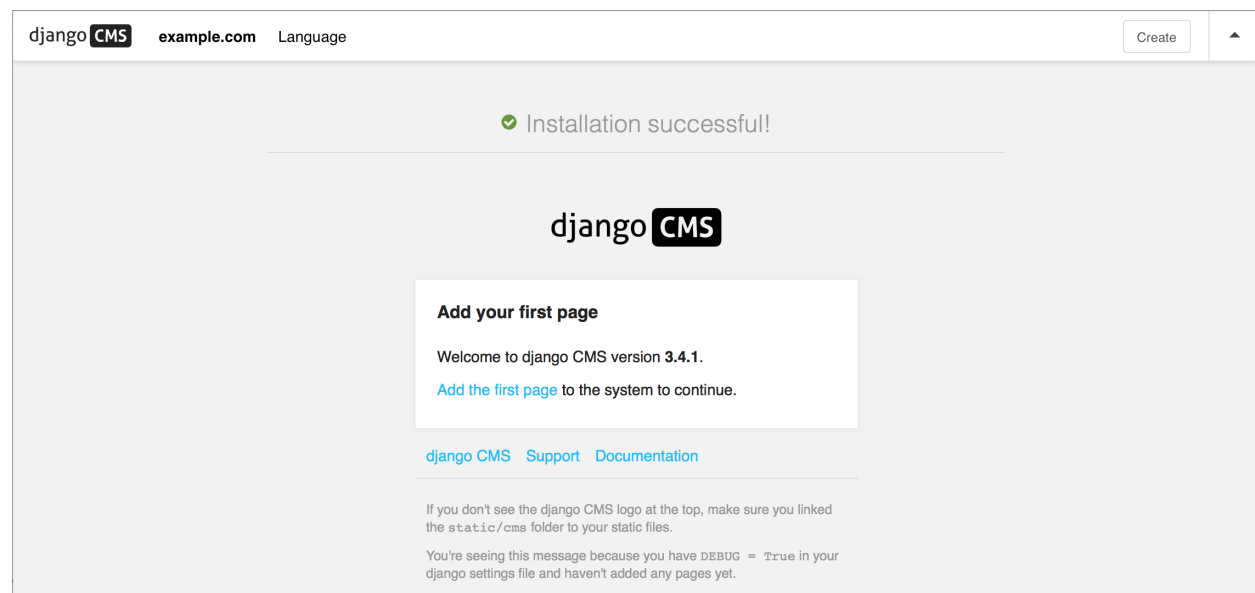 django CMS example.com Language Create
Installation successful!
django CMS
Add your first page
Welcome to django CMS version 3.4.1.
Add the first page to the system to continue.
django CMS Support Documentation
If you don't see the django CMS logo at the top, make sure you linked
the static/cms folder to your static files.
You're seeing this message because you have DEBUG = True in your
django settings file and haven't added any pages yet.